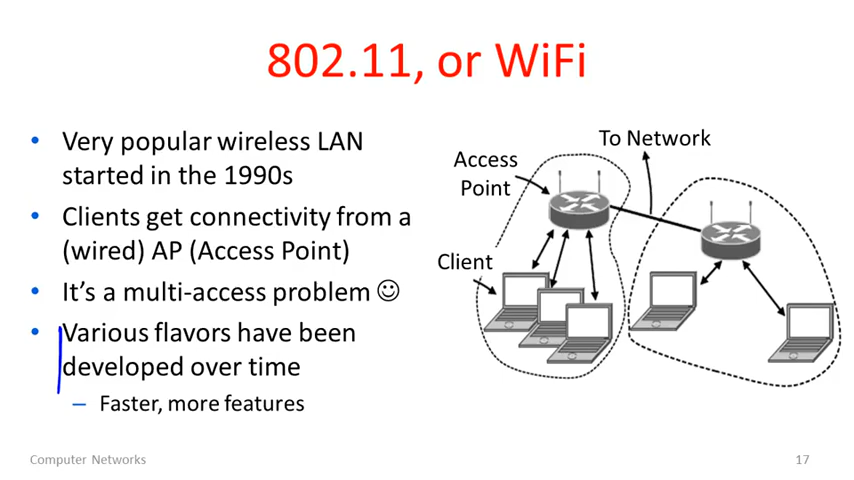 802.11, or WiFi
• Very popular wireless LAN
started in the 1990s
• Clients get connectivity from a
(wired) AP (Access Point)
• It’s a multi-access problem ☺
• Various flavors have been
developed over time
– Faster, more features
To Network
Access
Point
Client
Computer Networks
17